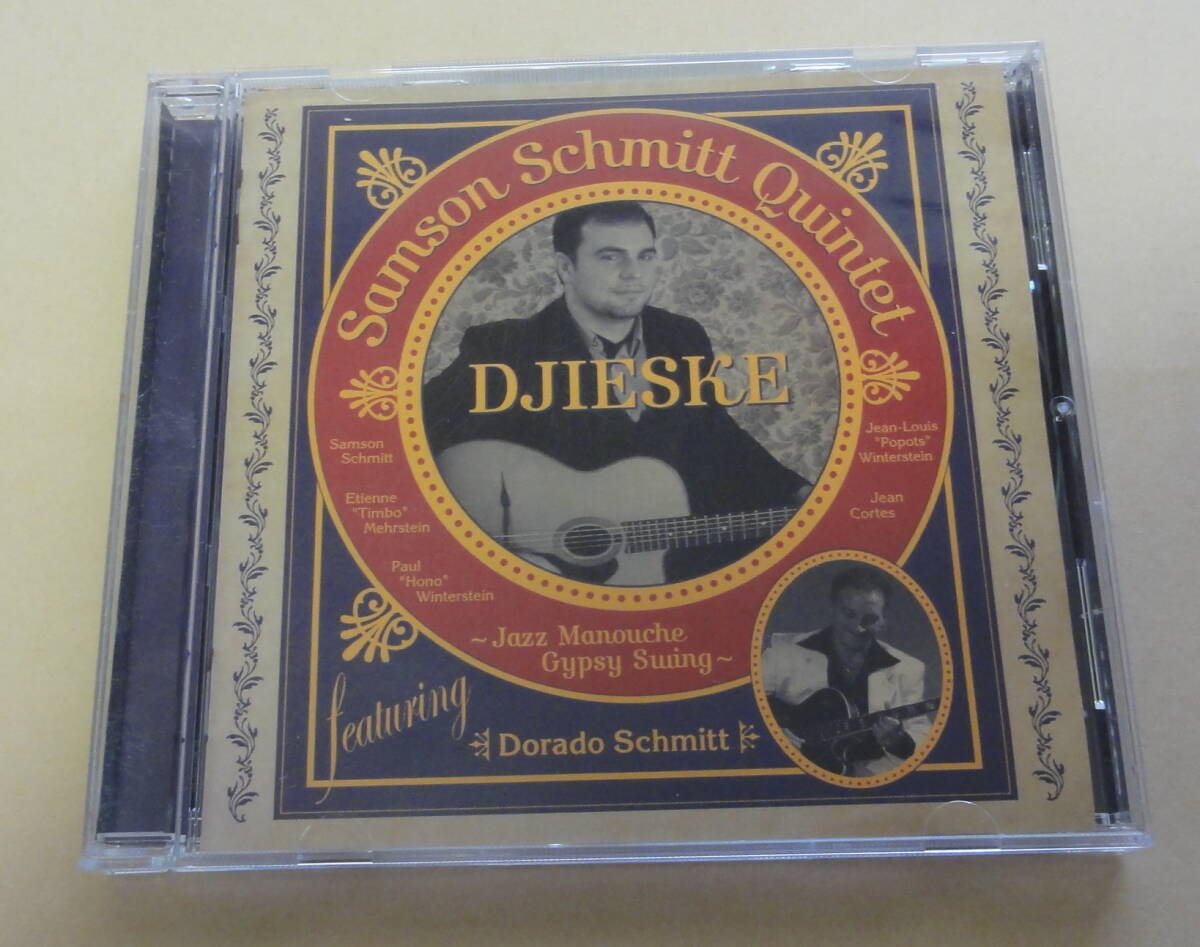 Samson Schmitt Quintet
DJIESKE
Samson
Schmitt
Etienne
"Timbo"
Mehrstein
Paul
"Hono"
Winterstein
Jean-Louis
"Popots"
Winterstein
Jean
Cortes
~Jazz Manouche
Gypsy Swing~
featuring
Dorado Schmitt